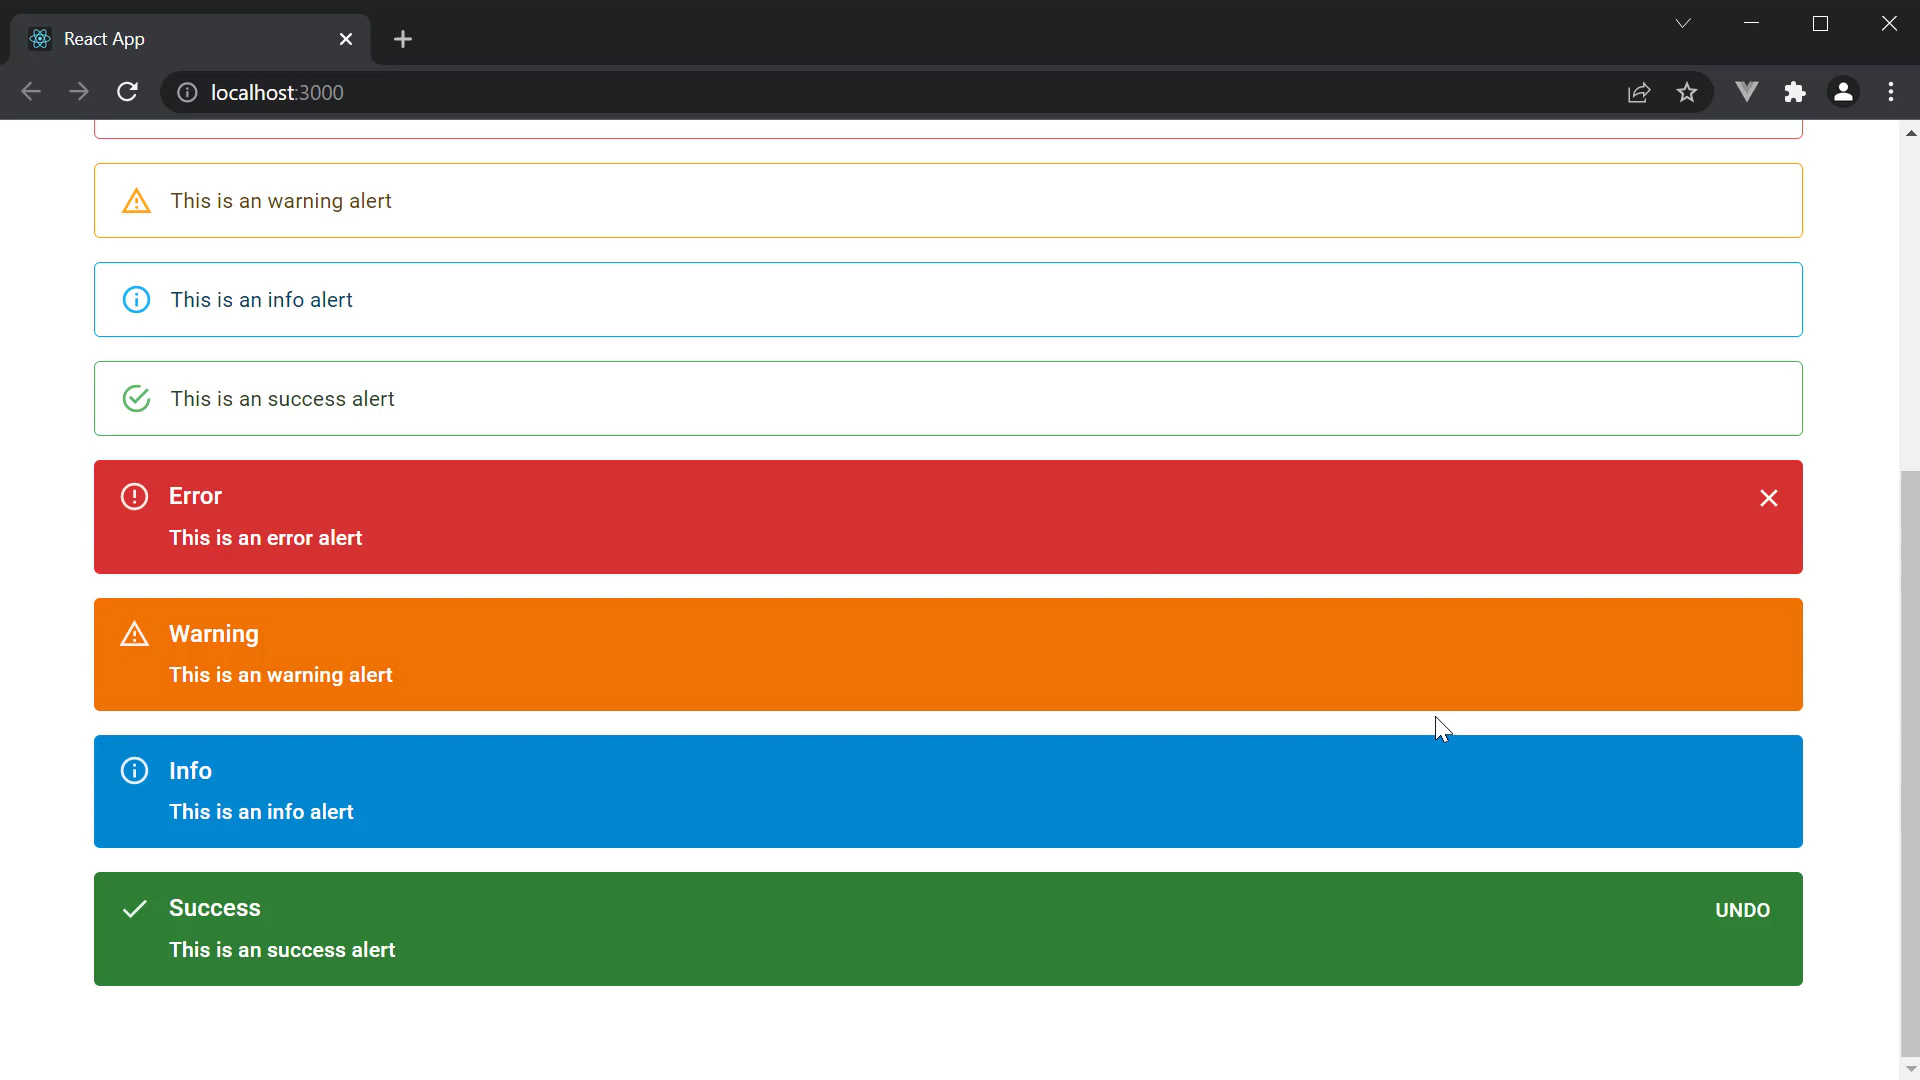 React App
localhost:3000
This is an warning alert
This is an info alert
This is an success alert
Error
This is an error alert
Warning
This is an warning alert
Info
This is an info alert
Success
UNDO
This is an success alert